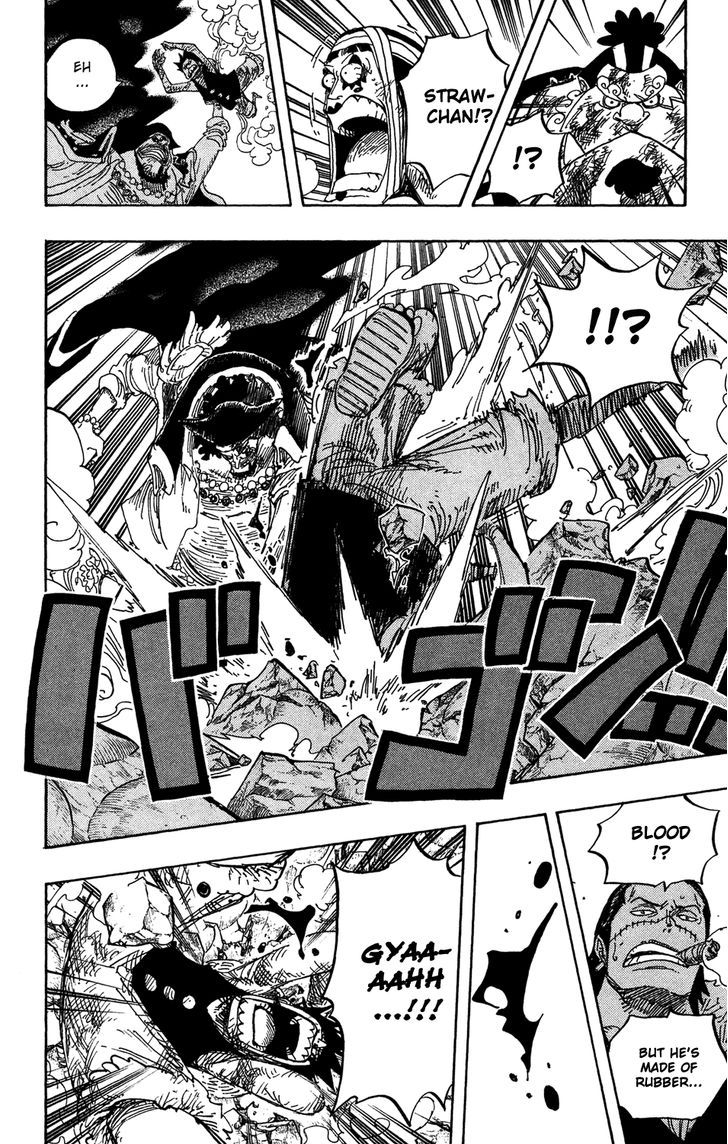 !?
STRAW-
CHAN!?
EH
...
!!?
バゴン!!
BLOOD
!?
BUT HE'S
MADE OF
RUBBER...
GYAA-
AAHH
...!!!